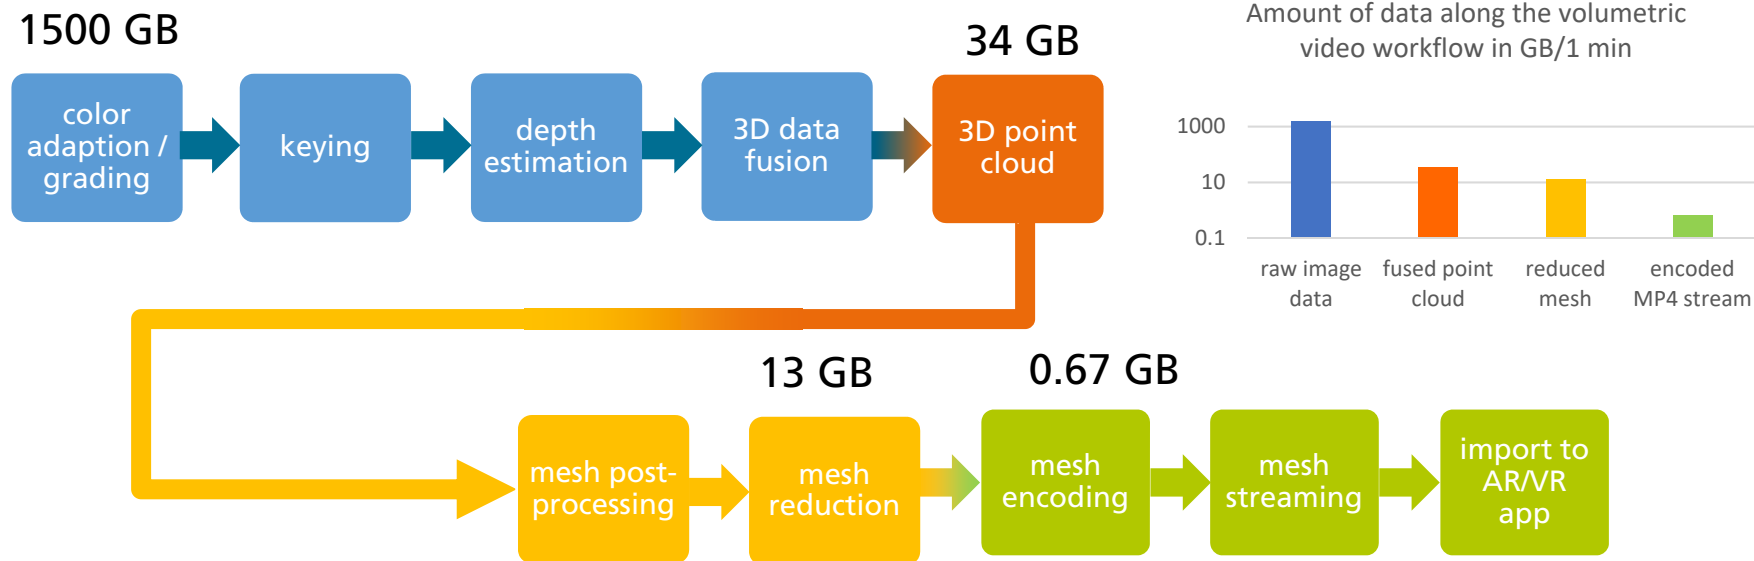 1500 GB
34 GB
color
adaption /
grading
keying
depth
estimation
3D data
fusion
3D point
cloud
Amount of data along the volumetric
video workflow in GB/1 min
1000
10
0.1
raw image
data
fused point
cloud
reduced
mesh
encoded
MP4 stream
13 GB
0.67 GB
mesh post-
processing
mesh
reduction
mesh
encoding
mesh
streaming
import to
AR/VR
app